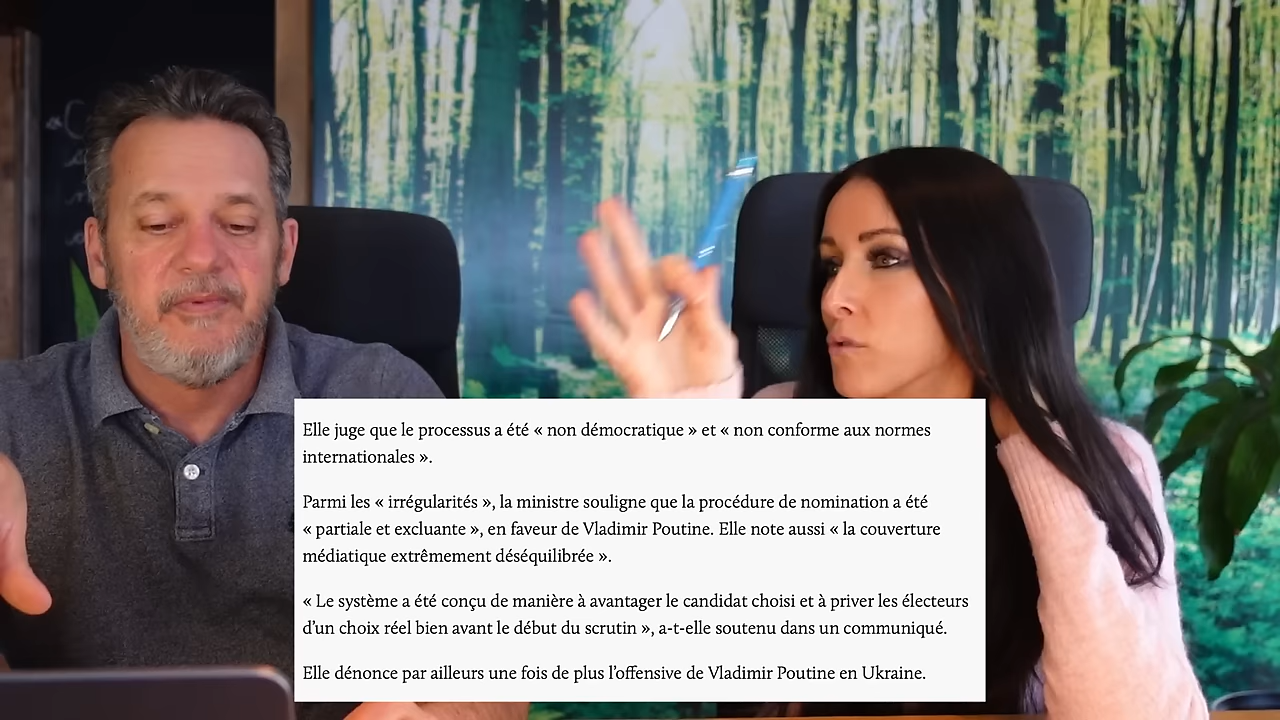 Elle juge que le processus a été « non démocratique » et « non conforme aux normes
internationales ».
Parmi les « irrégularités », la ministre souligne que la procédure de nomination a été
« partiale et excluante », en faveur de Vladimir Poutine. Elle note aussi « la couverture
médiatique extrêmement déséquilibrée ».
« Le système a été conçu de manière à avantager le candidat choisi et à priver les électeurs
d’un choix réel bien avant le début du scrutin », a-t-elle soutenu dans un communiqué.
Elle dénonce par ailleurs une fois de plus l’offensive de Vladimir Poutine en Ukraine.